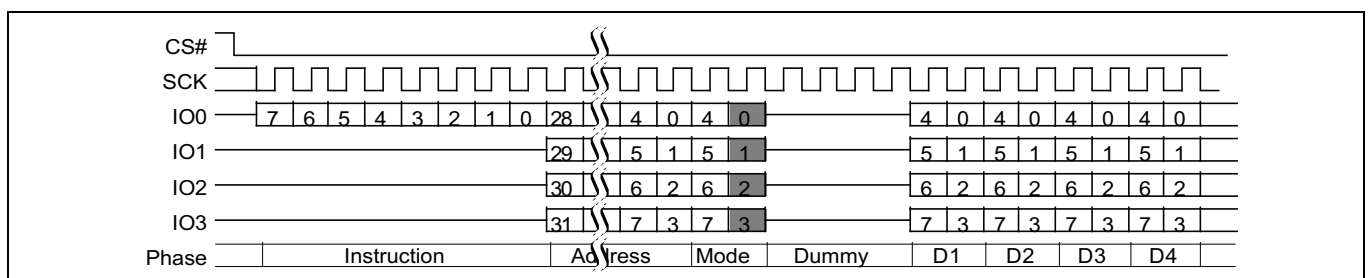 CS#
SCK
IO0 7 6 5 4 3 2 1 0 28 4 0 4 0 4 0 4 0 4 0 4 0
IO1 29 5 1 5 1 5 1 5 1 5 1 5 1
IO2 30 6 2 6 2 6 2 6 2 6 2 6 2
IO3 31 7 3 7 3 7 3 7 3 7 3 7 3
Phase Instruction Address Mode Dummy D1 D2 D3 D4